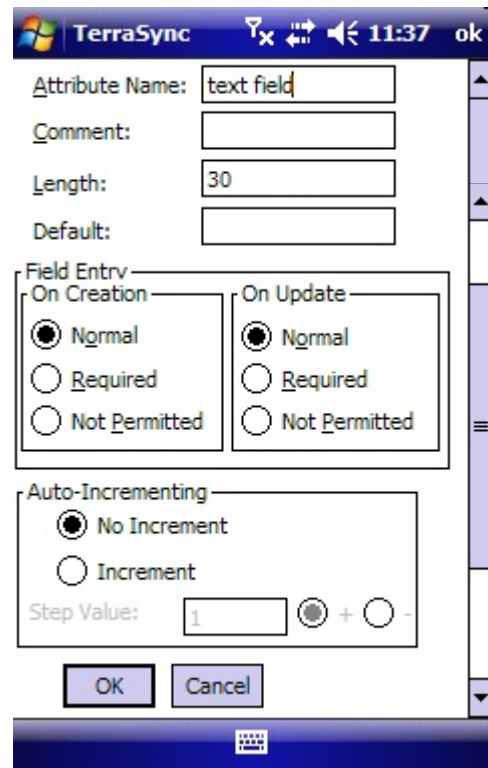 TerraSync 11:37 ok
Attribute Name: text field
Comment:
Length: 30
Default:
Field Entry
On Creation On Update
Normal Normal
Required Required
Not Permitted Not Permitted
Auto-Incrementing
No Increment
Increment
Step Value: 1 + -
OK Cancel